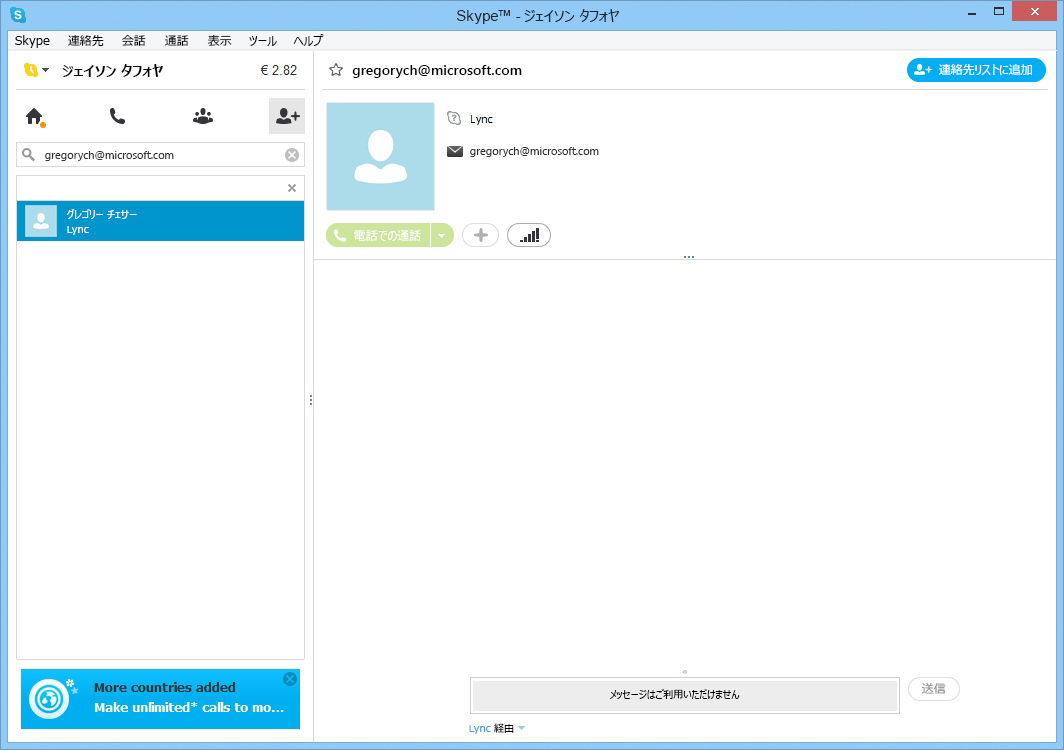 Skype™ - ジェイソン タフォヤ
Skype 連絡先 会話 通話 表示 ツール ヘルプ
ジェイソン タフォヤ € 2.82
gregorych@microsoft.com
グレゴリー チェサー
Lync
More countries added
Make unlimited* calls to mo...
gregorych@microsoft.com
連絡先リストに追加
Lync
gregorych@microsoft.com
電話での通話
メッセージはご利用いただけません
送信
Lync 経由